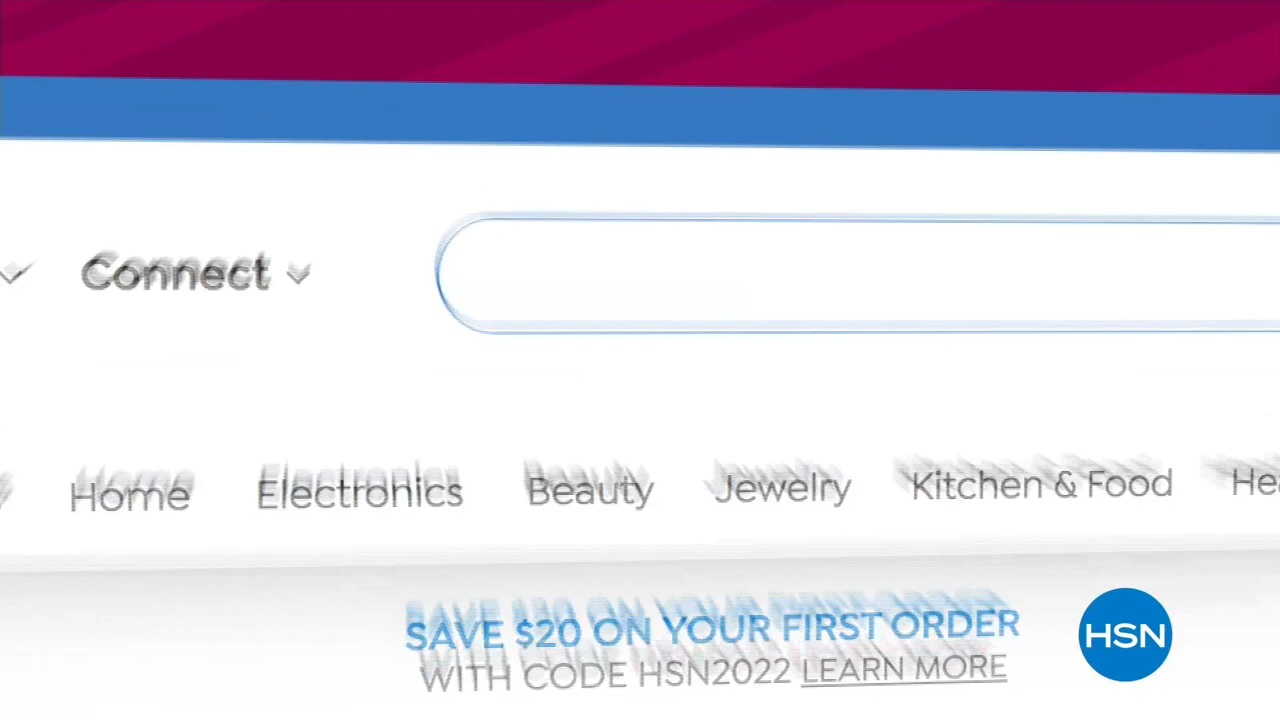 Connect
Home Electronics Beauty Jewelry Kitchen & Food
SAVE $20 ON YOUR FIRST ORDER
WITH CODE HSN2022 LEARN MORE
HSN